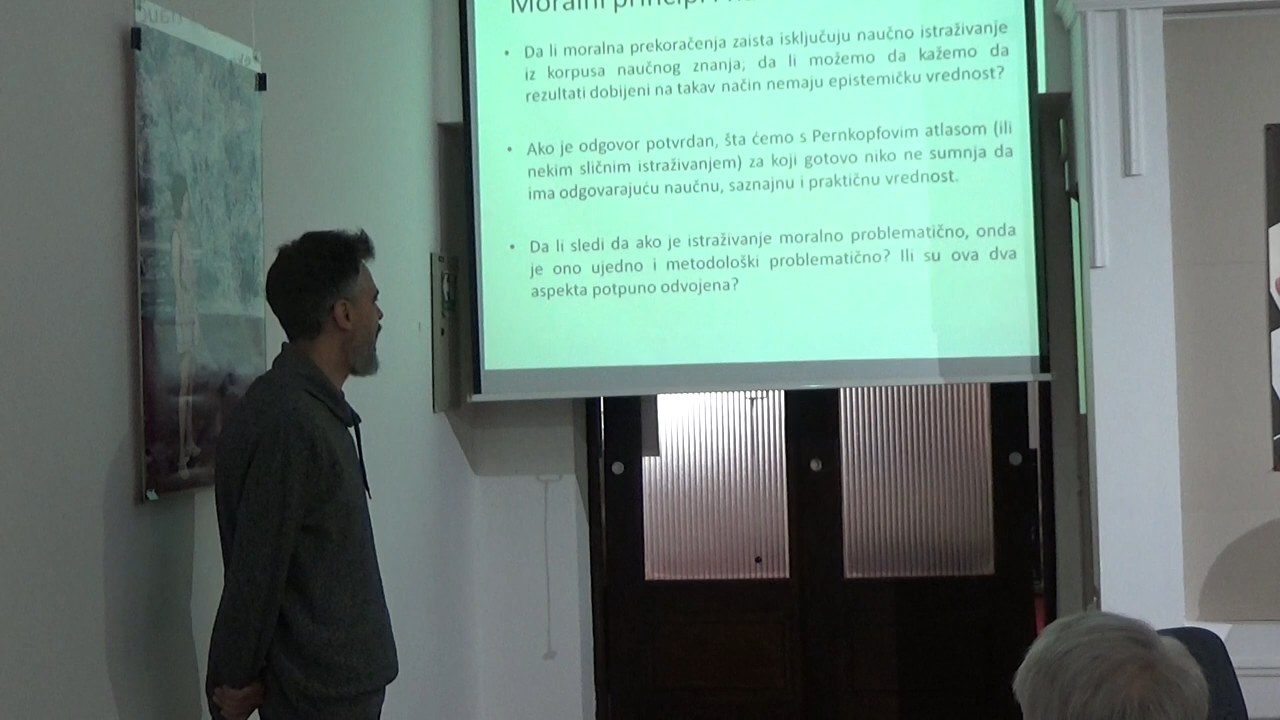 Moralni principi i
• Da li moralna prekoračenja zaista isključuju naučno istraživanje
iz korpusa naučnog znanja; da li možemo da kažemo da
rezultati dobijeni na takav način nemaju epistemičku vrednost?
• Ako je odgovor potvrdan, šta ćemo s Pernkopfovim atlasom (ili
nekim sličnim istraživanjem) za koji gotovo niko ne sumnja da
ima odgovarajuću naučnu, saznajnu i praktičnu vrednost.
• Da li sledi da ako je istraživanje moralno problematično, onda
je ono ujedno i metodološki problematično? Ili su ova dva
aspekta potpuno odvojena?